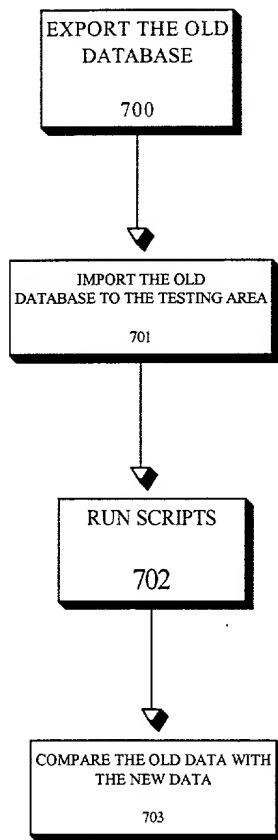 EXPORT THE OLD
DATABASE
700
IMPORT THE OLD
DATABASE TO THE TESTING AREA
701
RUN SCRIPTS
702
COMPARE THE OLD DATA WITH
THE NEW DATA
703